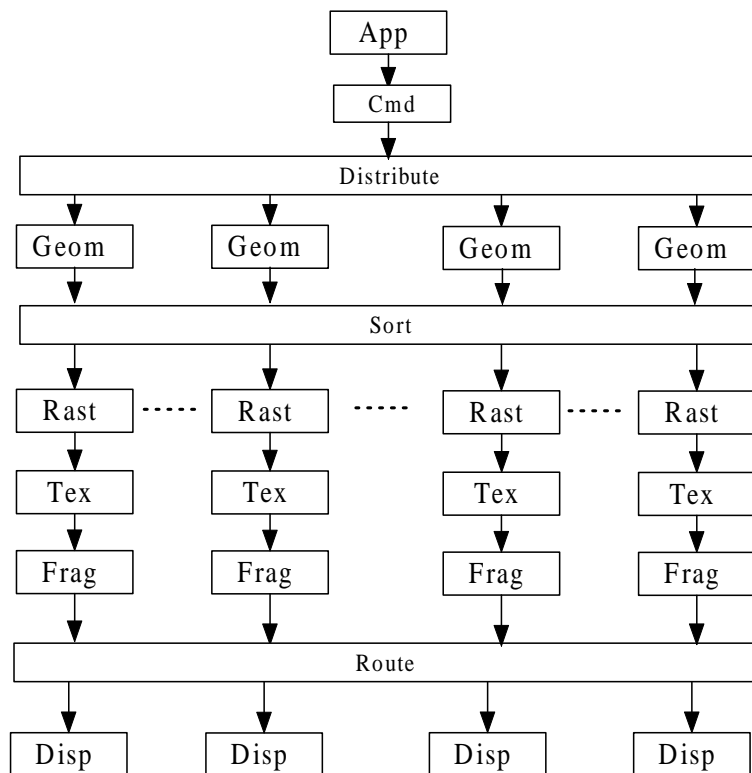 App
Cmd
Distribute
Geom Geom Geom Geom
Sort
Rast Rast Rast Rast
Tex Tex Tex Tex
Frag Frag Frag Frag
Route
Disp Disp Disp Disp